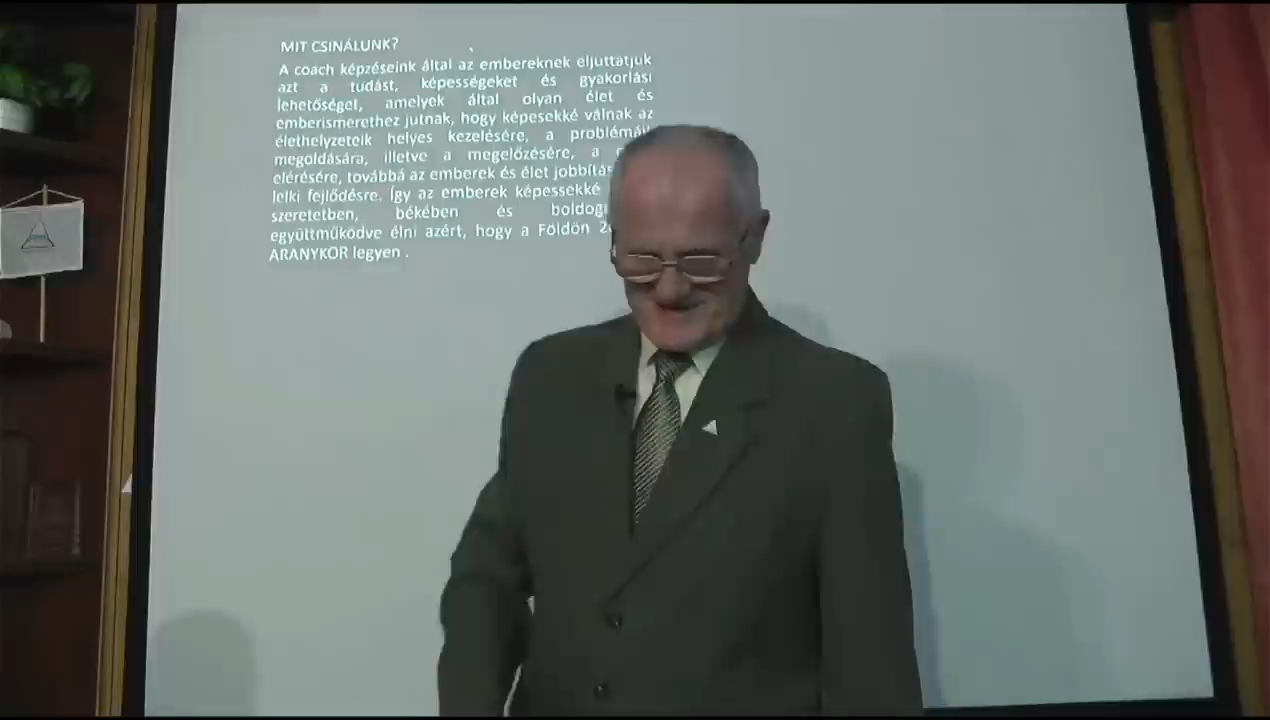 MIT CSINÁLUNK?
A coach képzéseink által az embereknek eljuttatjuk
azt a tudást, képességeket és gyakorlási
lehetőséget, amelyek által olyan élet és
emberismerethez jutnak, hogy képesekké válnak az
élethelyzeteik helyes kezelésére, a problémáik
megoldására, illetve a megelőzésére, a
elérésére, továbbá az emberek és élet jobbítás
lelki fejlődésre. Így az emberek képessekké
szeretetben, békében és boldog
együttműködve élni azért, hogy a Földön
ARANYKOR legyen .